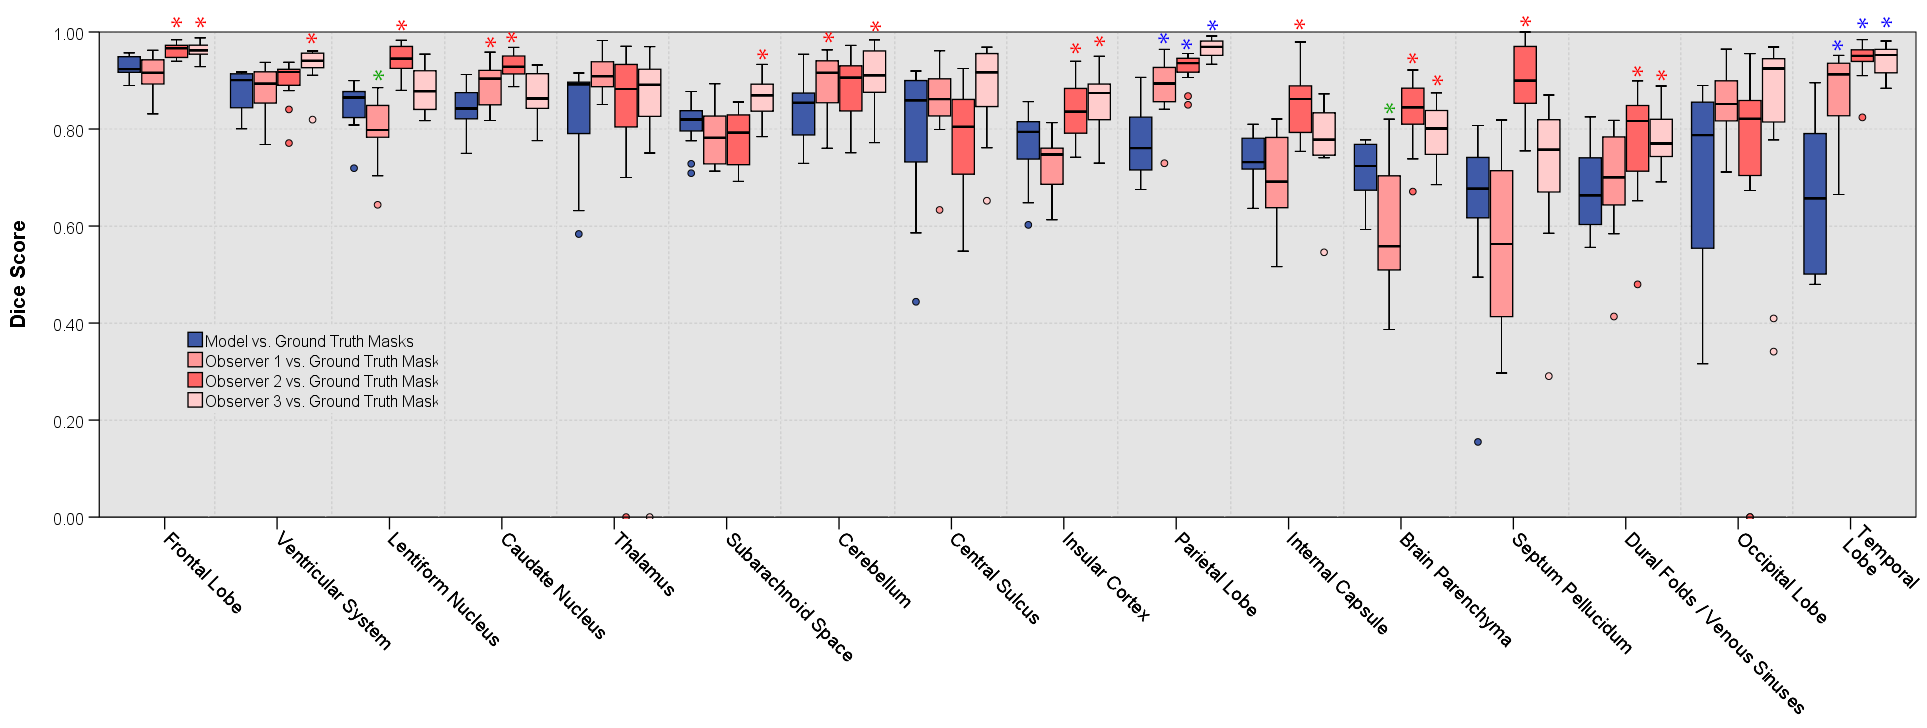 1.00
0.80
0.60
0.40
0.20
0.00
Dice Score
Model vs. Ground Truth Masks
Observer 1 vs. Ground Truth Mask
Observer 2 vs. Ground Truth Mask
Observer 3 vs. Ground Truth Mask
Frontal Lobe
Ventricular System
Lentiform Nucleus
Caudate Nucleus
Thalamus
Subarachnoid Space
Cerebellum
Central Sulcus
Insular Cortex
Parietal Lobe
Internal Capsule
Brain Parenchyma
Septum Pellucidum
Dural Folds / Venous Sinuses
Occipital Lobe
Temporal
Lobe